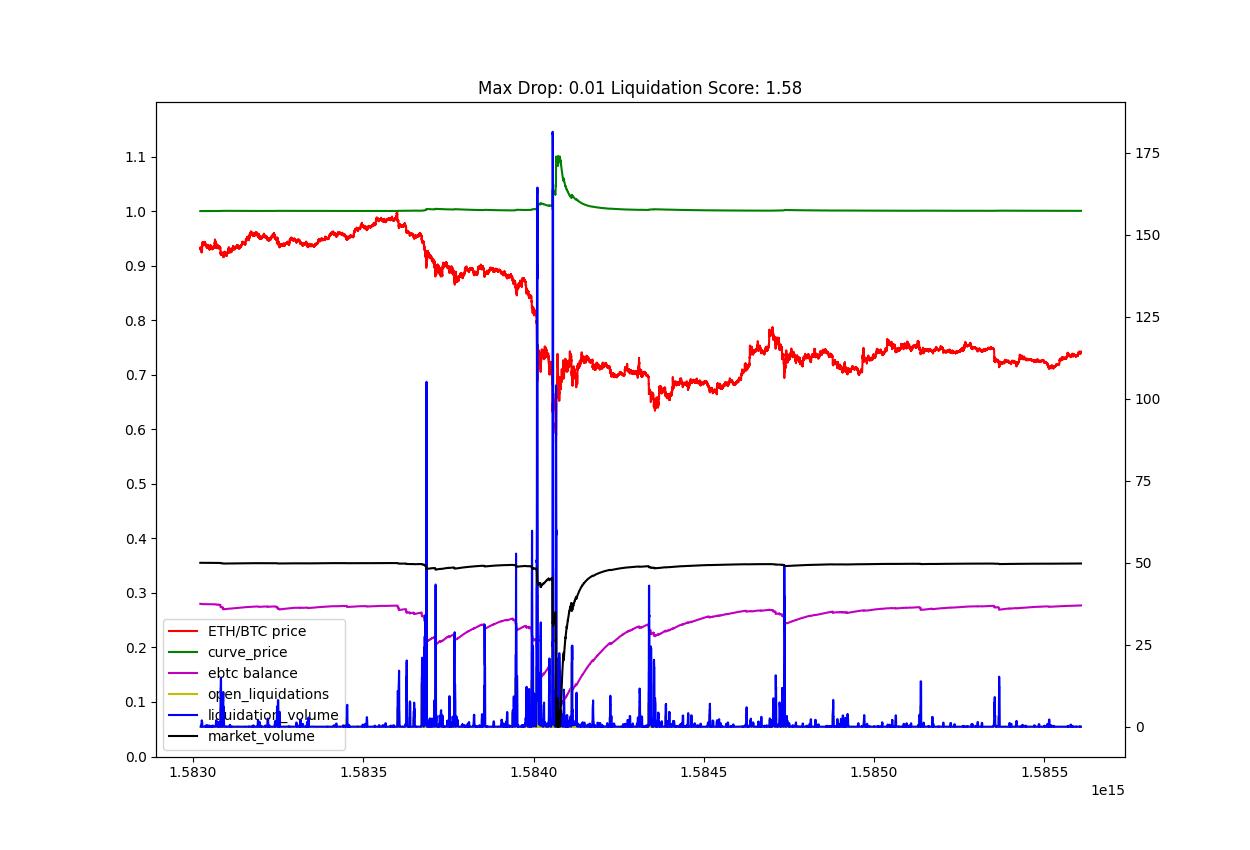 Max Drop: 0.01 Liquidation Score: 1.58
1.1
1.0
0.9
0.8
0.7
0.6
0.5
0.4
0.3
0.2
0.1
0.0
175
150
125
100
75
50
25
0
ETH/BTC price
curve_price
ebtc balance
open_liquidations
liquidation_volume
market_volume
1.5830 1.5835 1.5840 1.5845 1.5850 1.5855
1e15